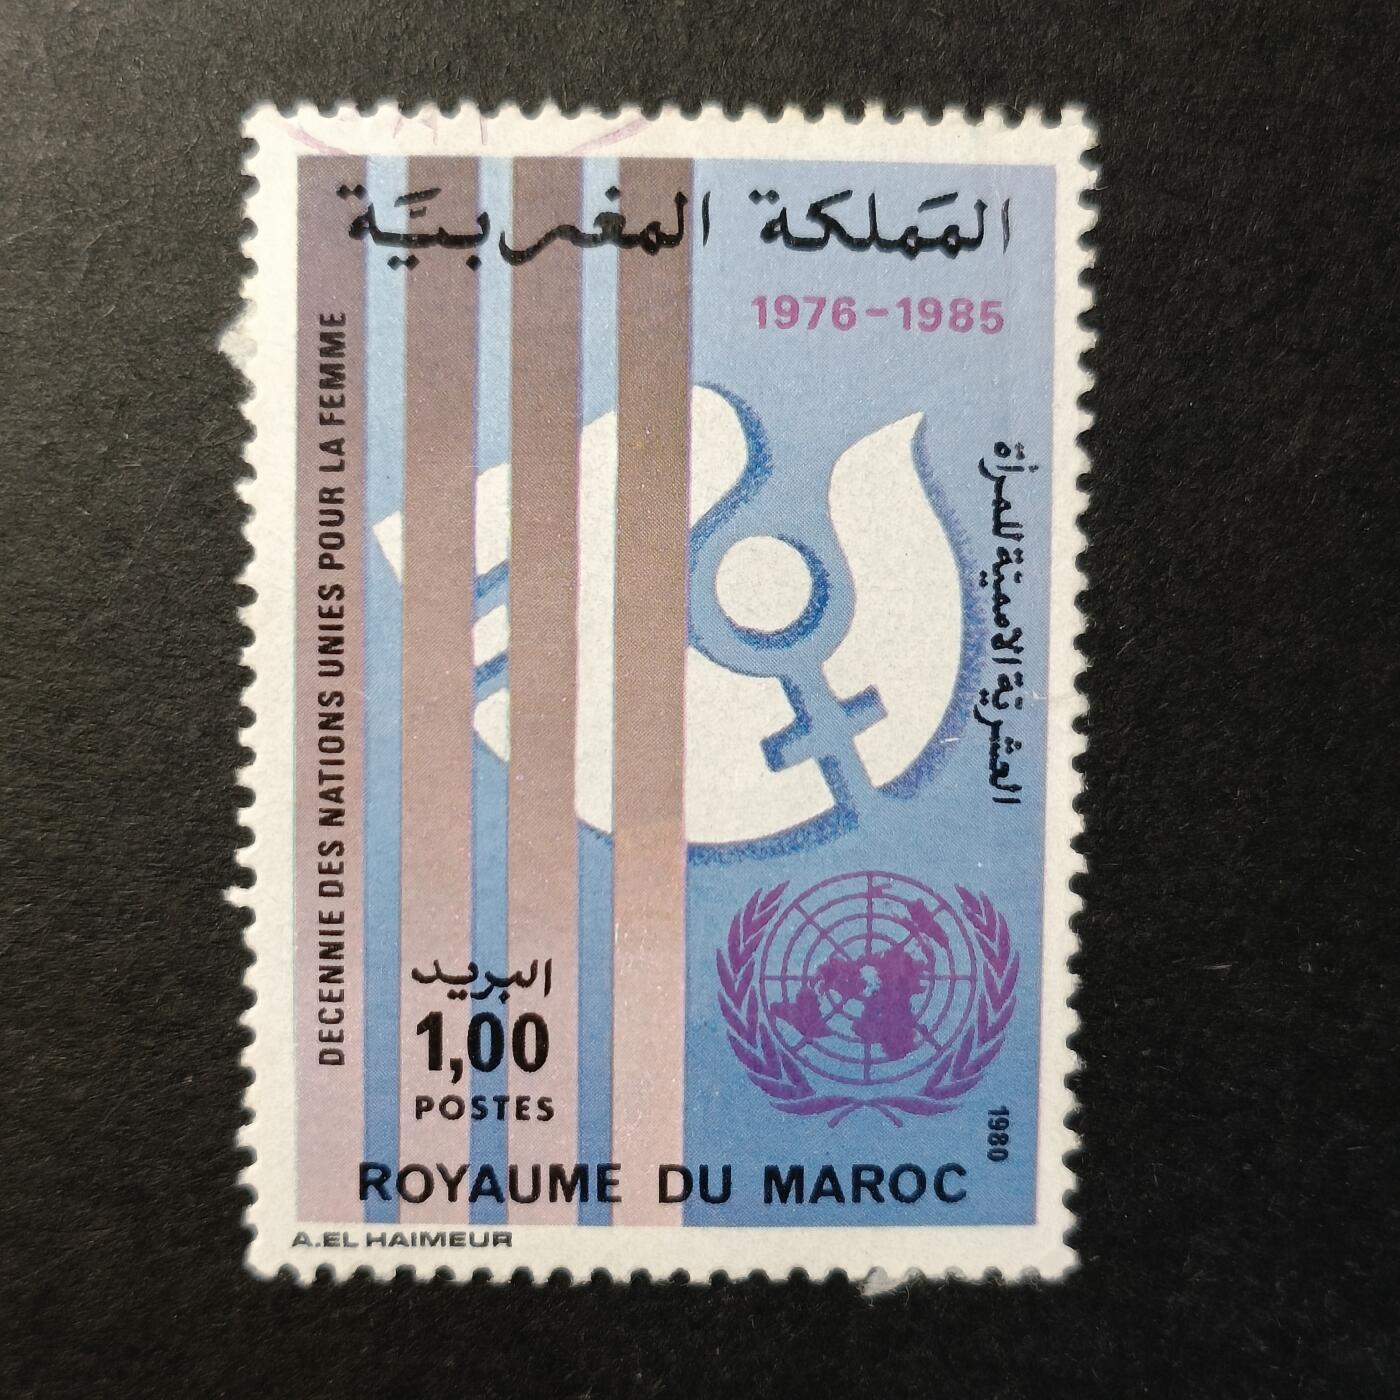 المملكة المغربيّة
1976-1985
DECENNIE DES NATIONS UNIES POUR LA FEMME
العشرية الأممية للمرأة
البريد
1,00
POSTES
1980
ROYAUME DU MAROC
A.EL HAIMEUR